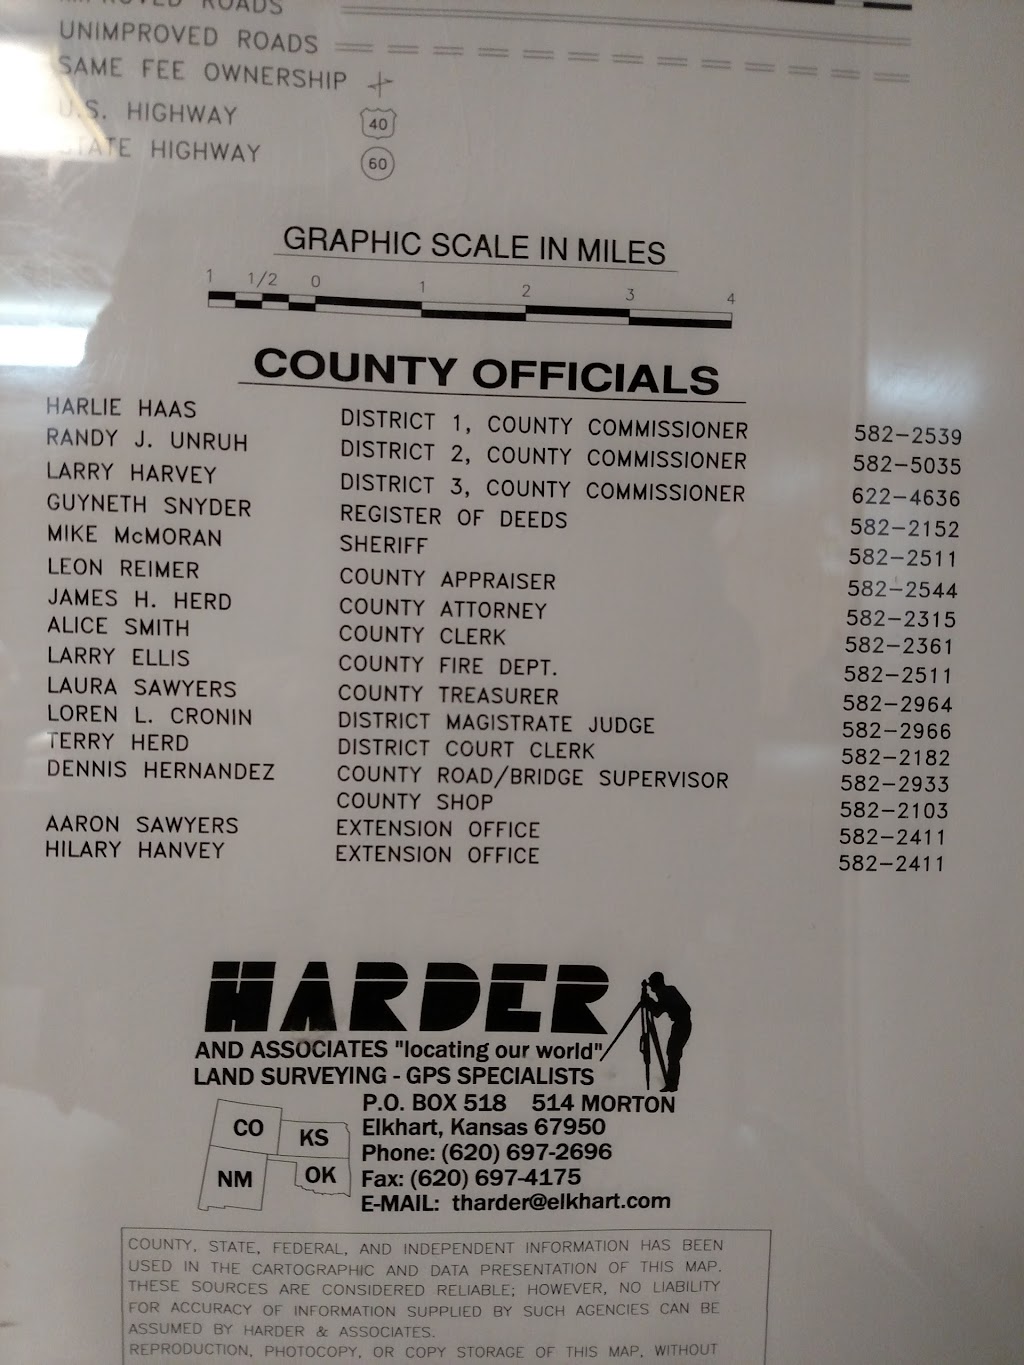 ROADS
UNIMPROVED ROADS
SAME FEE OWNERSHIP
U.S. HIGHWAY 40
STATE HIGHWAY 60
GRAPHIC SCALE IN MILES
1 1/2 0 1 2 3 4
COUNTY OFFICIALS
HARLIE HAAS DISTRICT 1, COUNTY COMMISSIONER 582-2539
RANDY J. UNRUH DISTRICT 2, COUNTY COMMISSIONER 582-5035
LARRY HARVEY DISTRICT 3, COUNTY COMMISSIONER 622-4636
GUYNETH SNYDER REGISTER OF DEEDS 582-2152
MIKE McMORAN SHERIFF 582-2511
LEON REIMER COUNTY APPRAISER 582-2544
JAMES H. HERD COUNTY ATTORNEY 582-2315
ALICE SMITH COUNTY CLERK 582-2361
LARRY ELLIS COUNTY FIRE DEPT. 582-2511
LAURA SAWYERS COUNTY TREASURER 582-2964
LOREN L. CRONIN DISTRICT MAGISTRATE JUDGE 582-2966
TERRY HERD DISTRICT COURT CLERK 582-2182
DENNIS HERNANDEZ COUNTY ROAD/BRIDGE SUPERVISOR 582-2933
COUNTY SHOP 582-2103
AARON SAWYERS EXTENSION OFFICE 582-2411
HILARY HANVEY EXTENSION OFFICE 582-2411
HARDER
AND ASSOCIATES "locating our world"
LAND SURVEYING - GPS SPECIALISTS
P.O. BOX 518 514 MORTON
Elkhart, Kansas 67950
Phone: (620) 697-2696
Fax: (620) 697-4175
E-MAIL: tharder@elkhart.com
CO KS
NM OK
COUNTY, STATE, FEDERAL, AND INDEPENDENT INFORMATION HAS BEEN
USED IN THE CARTOGRAPHIC AND DATA PRESENTATION OF THIS MAP.
THESE SOURCES ARE CONSIDERED RELIABLE; HOWEVER, NO LIABILITY
FOR ACCURACY OF INFORMATION SUPPLIED BY SUCH AGENCIES CAN BE
ASSUMED BY HARDER & ASSOCIATES.
REPRODUCTION, PHOTOCOPY, OR COPY STORAGE OF THIS MAP, WITHOUT